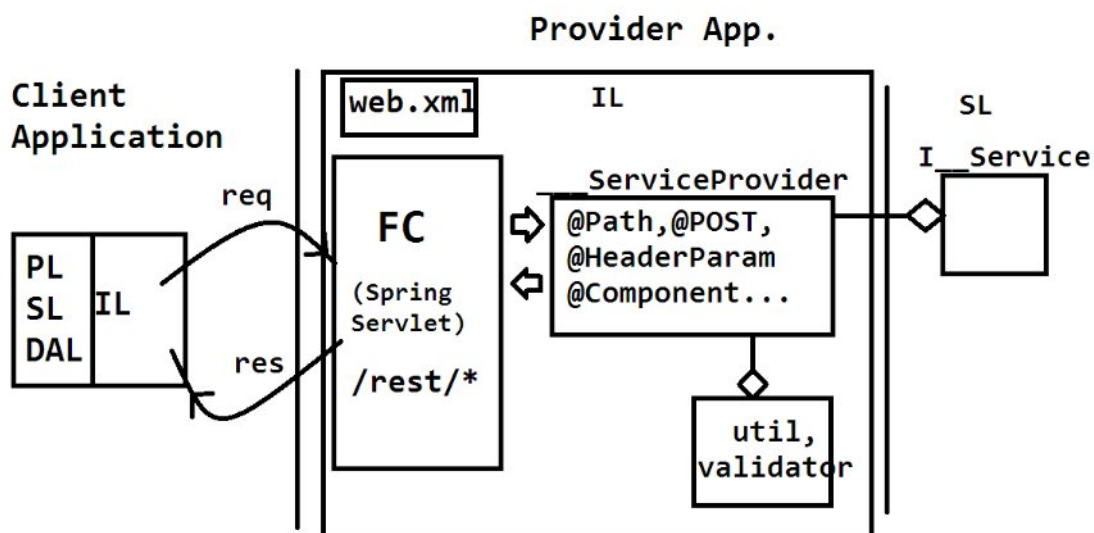 Provider App.
Client
Application
web.xml
IL
SL
I__Service
req
___ServiceProvider
FC
@Path,@POST,
@HeaderParam
@Component...
PL
SL
DAL
IL
(Spring
Servlet)
res
/rest/*
util,
validator